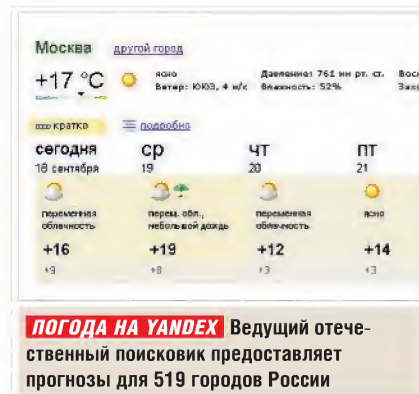 Москва другой город
+17 °C ясно Давление: 761 мм рт. ст. Вос
Ветер: ЮЮЗ, 4 м/с Влажность: 52% Зах
кратко подробно
сегодня ср чт пт
18 сентября 19 20 21
переменная облачность перем. обл., небольшой дождь переменная облачность ясно
+16 +19 +12 +14
+9 +8 +3 +3
ПОГОДА НА YANDEX Ведущий отече-
ственный поисковик предоставляет
прогнозы для 519 городов России